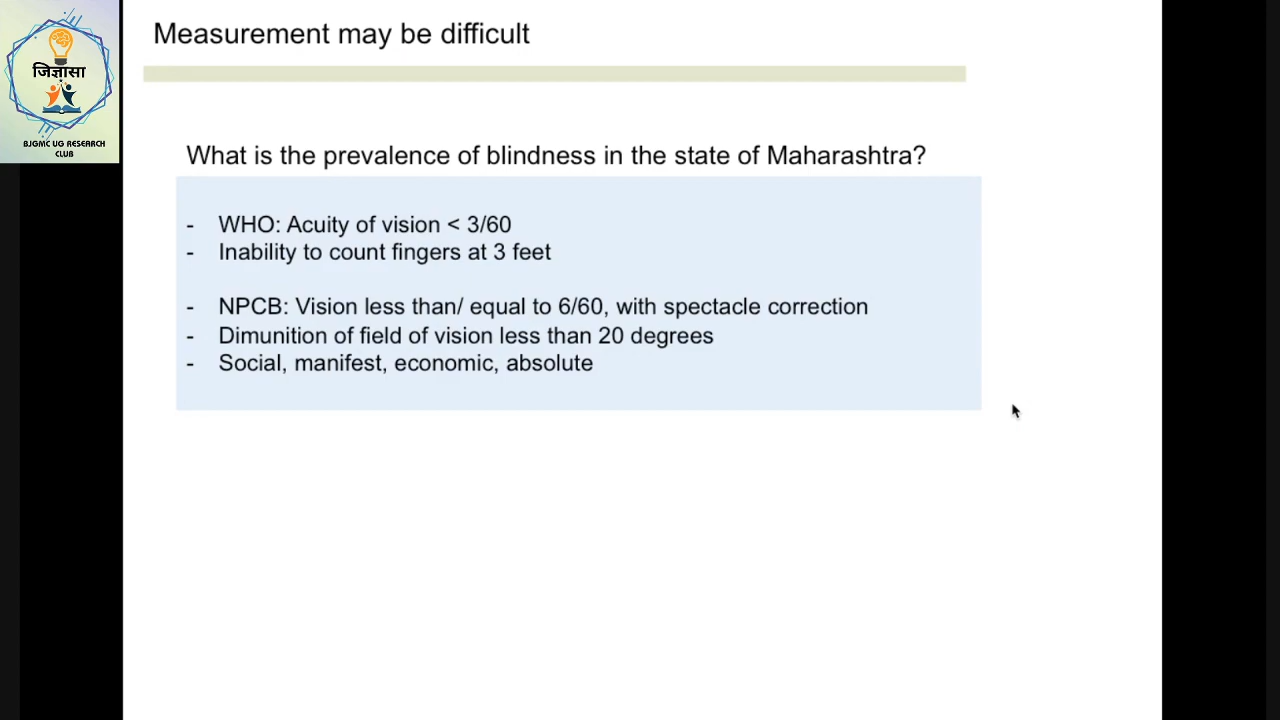 Measurement may be difficult
जिज्ञासा
BJGMC UG RESEARCH
CLUB
What is the prevalence of blindness in the state of Maharashtra?
- WHO: Acuity of vision < 3/60
- Inability to count fingers at 3 feet
- NPCB: Vision less than/ equal to 6/60, with spectacle correction
- Dimunition of field of vision less than 20 degrees
- Social, manifest, economic, absolute